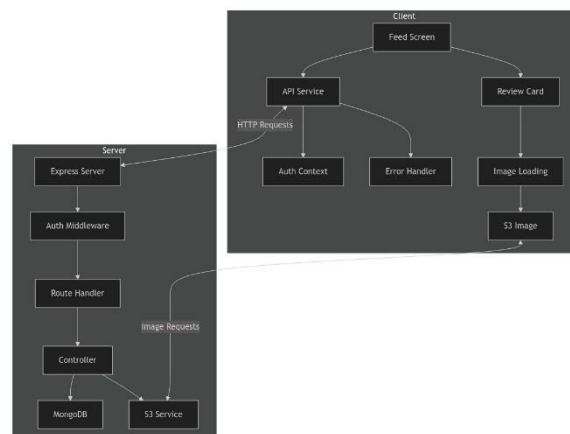 Client
Feed Screen
API Service
Review Card
HTTP Requests
Server
Express Server
Auth Context
Error Handler
Image Loading
Auth Middleware
S3 Image
Route Handler
Image Requests
Controller
MongoDB
S3 Service